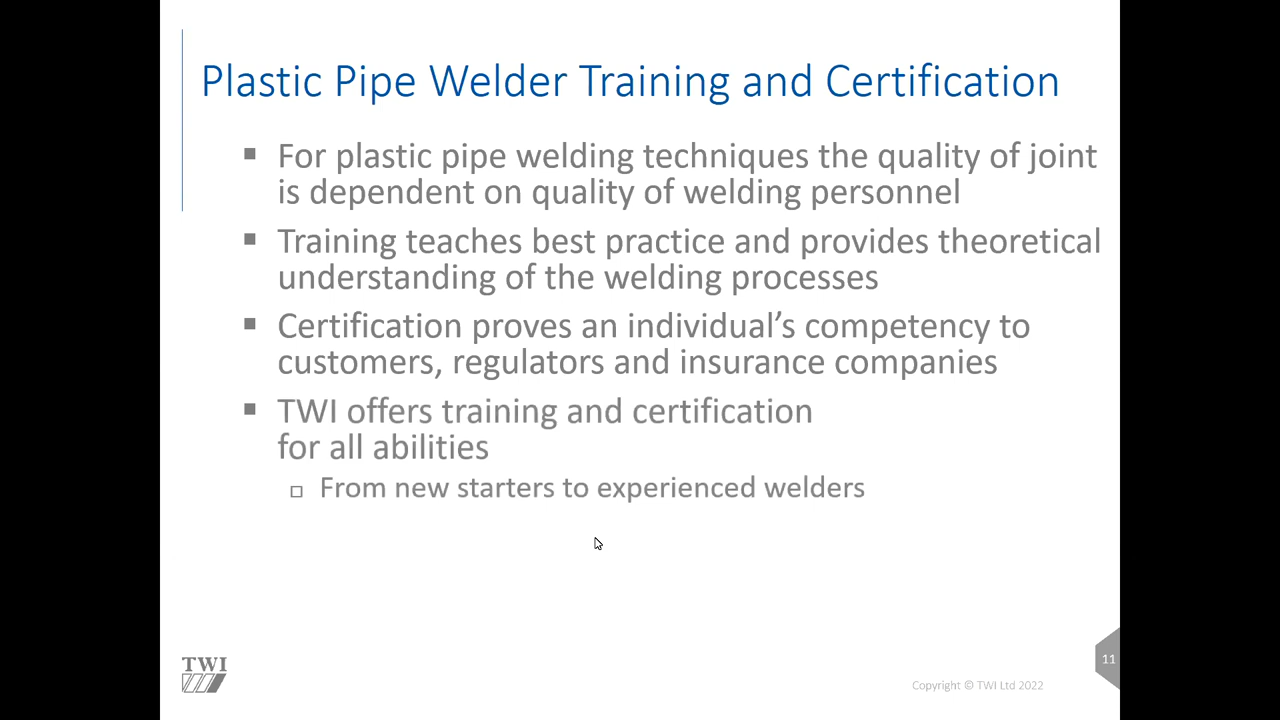 Plastic Pipe Welder Training and Certification
▪ For plastic pipe welding techniques the quality of joint
is dependent on quality of welding personnel
▪ Training teaches best practice and provides theoretical
understanding of the welding processes
▪ Certification proves an individual’s competency to
customers, regulators and insurance companies
▪ TWI offers training and certification
for all abilities
□ From new starters to experienced welders
TWI
Copyright © TWI Ltd 2022
11